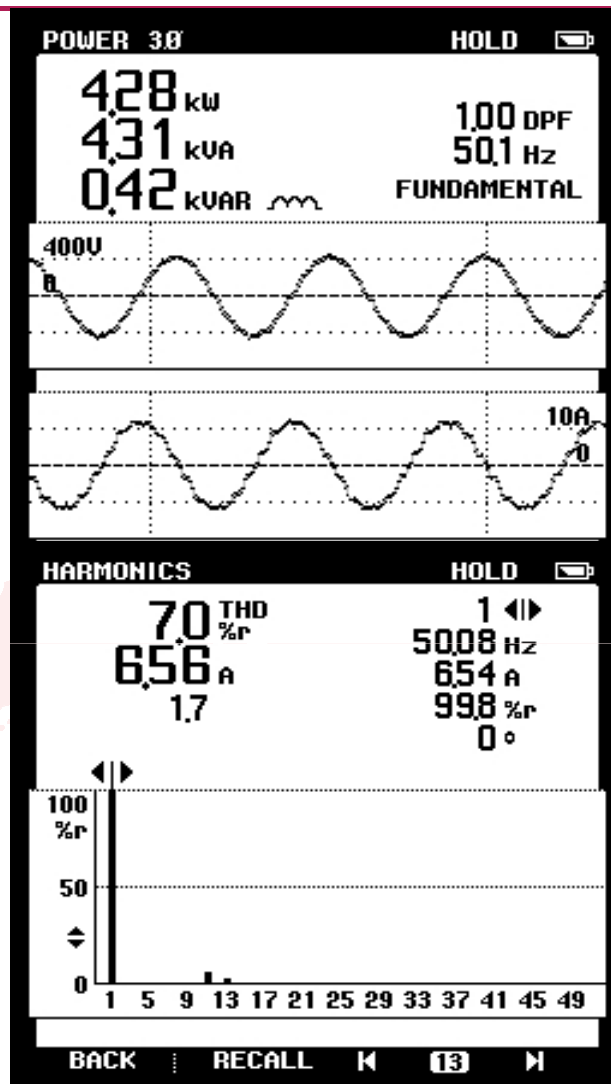 POWER 3.0 HOLD
4.28 kW
4.31 kVA
0.42 kVAR
1.00 DPF
50.1 Hz
FUNDAMENTAL
400V
0
10A
0
HARMONICS HOLD
7.0 THD %r
6.56 A
1.7
1
50.08 Hz
6.54 A
99.8 %r
0 °
100
%r
50
0
1 5 9 13 17 21 25 29 33 37 41 45 49
BACK RECALL 13